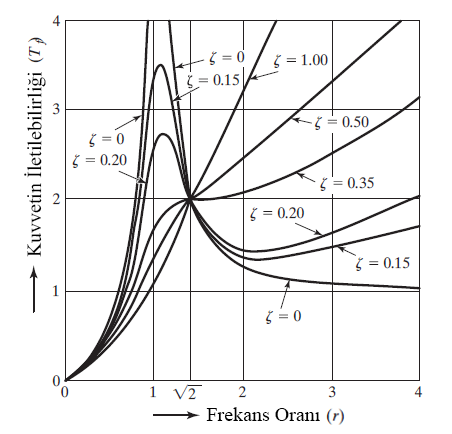 4
ζ = 0
ζ = 1.00
ζ = 0.15
3
ζ = 0.50
ζ = 0
ζ = 0.20
ζ = 0.35
2
ζ = 0.20
ζ = 0.15
1
ζ = 0
0
0 1 √2 2 3 4
Frekans Oranı (r)
Kuvvetin İletilebilirliği (T_f)